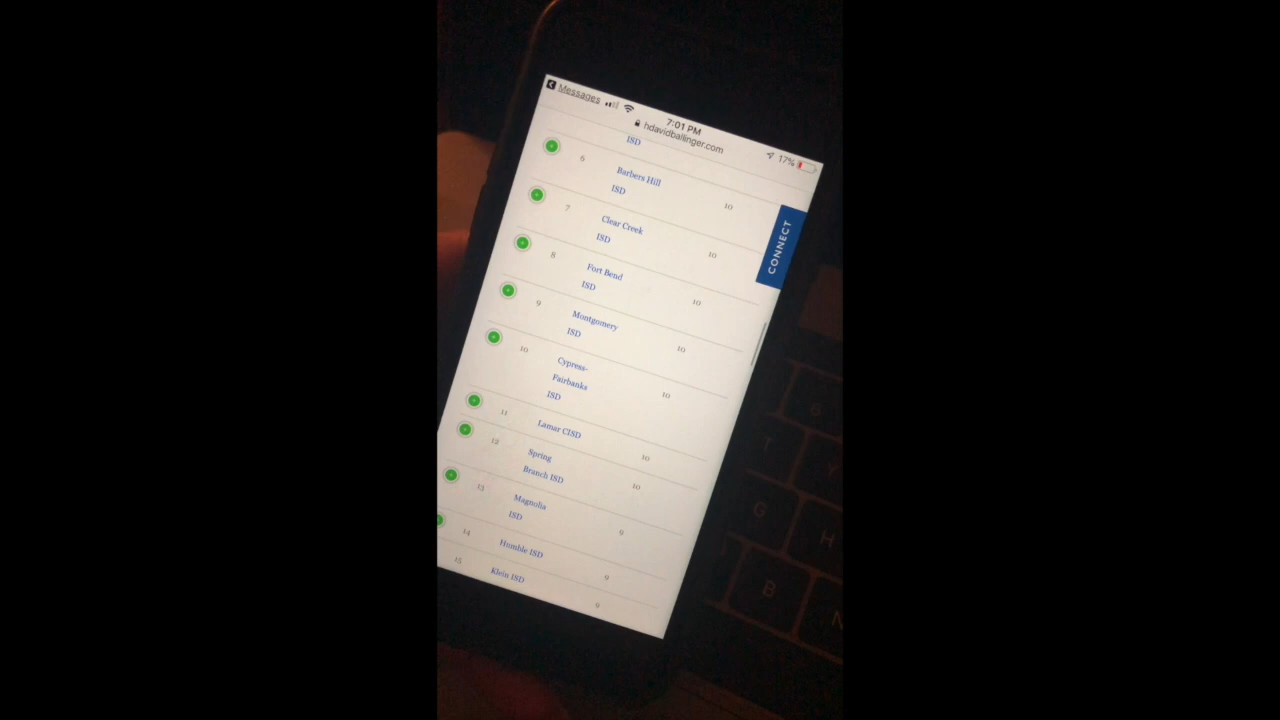 Messages
7:01 PM
17%
hdavidballinger.com
ISD
6
Barbers Hill
ISD
10
7
Clear Creek
ISD
10
8
Fort Bend
ISD
10
9
Montgomery
ISD
10
10
Cypress-
Fairbanks
ISD
10
11
Lamar CISD
10
12
Spring
Branch ISD
10
13
Magnolia
ISD
9
14
Humble ISD
9
15
Klein ISD
9
CONNECT
6
T
Y
G
H
B
N